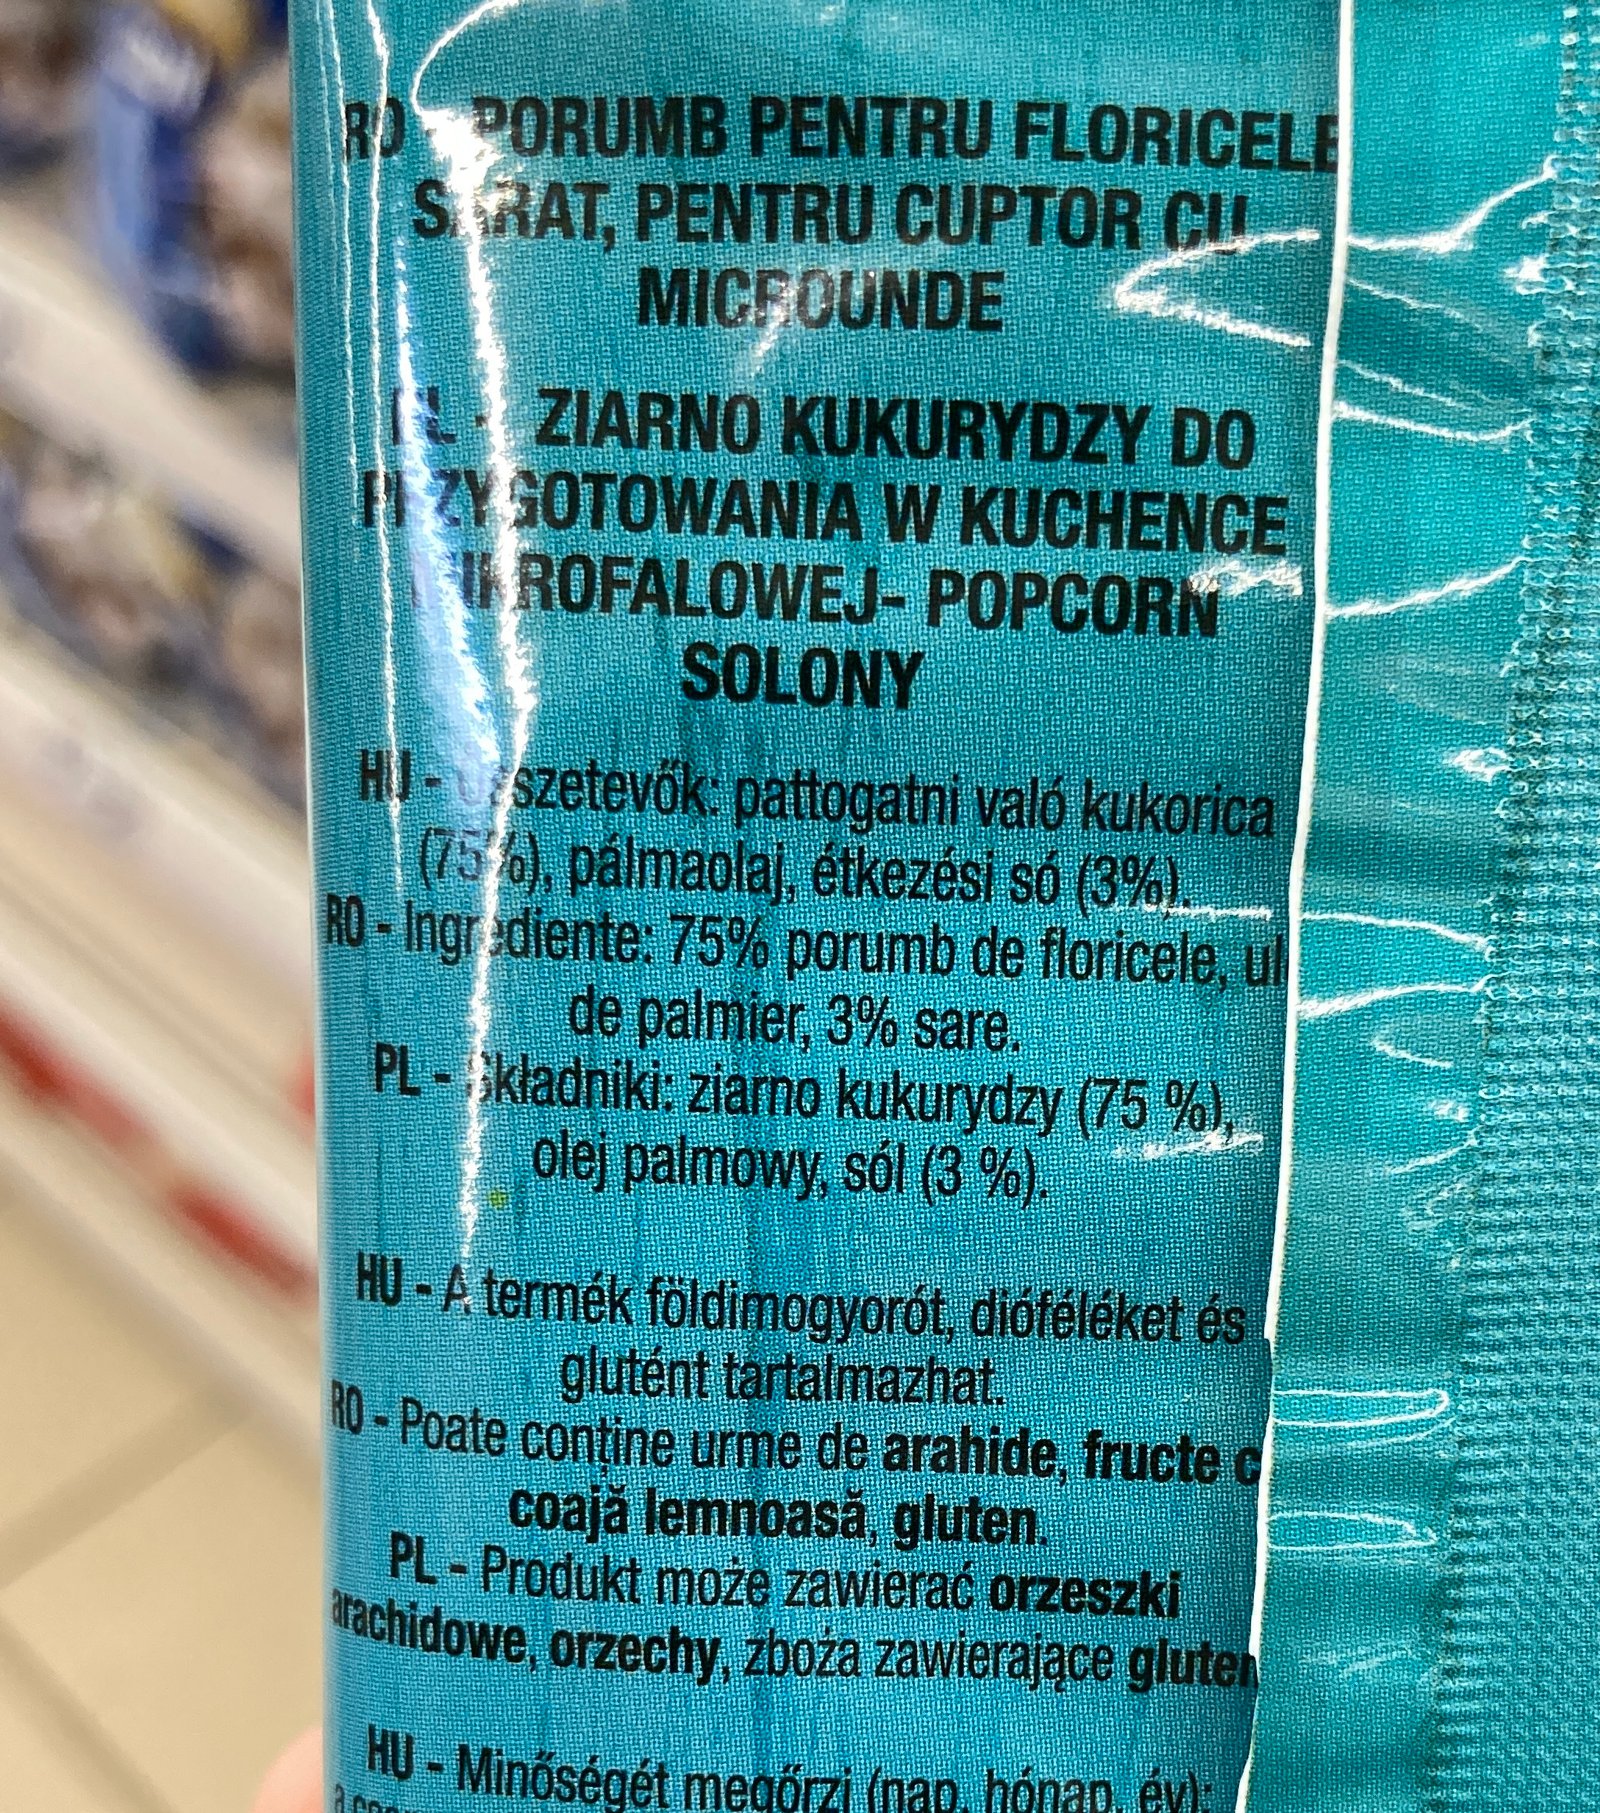 RO - PORUMB PENTRU FLORICELE
SARAT, PENTRU CUPTOR CU
MICROUNDE
PL - ZIARNO KUKURYDZY DO
PRZYGOTOWANIA W KUCHENCE
MIKROFALOWEJ- POPCORN
SOLONY
HU - Összetevők: pattogatni való kukorica
(75%), pálmaolaj, étkezési só (3%).
RO - Ingrediente: 75% porumb de floricele, ul
de palmier, 3% sare.
PL - Składniki: ziarno kukurydzy (75 %),
olej palmowy, sól (3 %).
HU - A termék földimogyorót, dióféléket és
glutént tartalmazhat.
RO - Poate conține urme de arahide, fructe c
coajă lemnoasă, gluten.
PL - Produkt może zawierać orzeszki
arachidowe, orzechy, zboża zawierające gluten
HU - Minőségét megőrzi (nap, hónap, év):